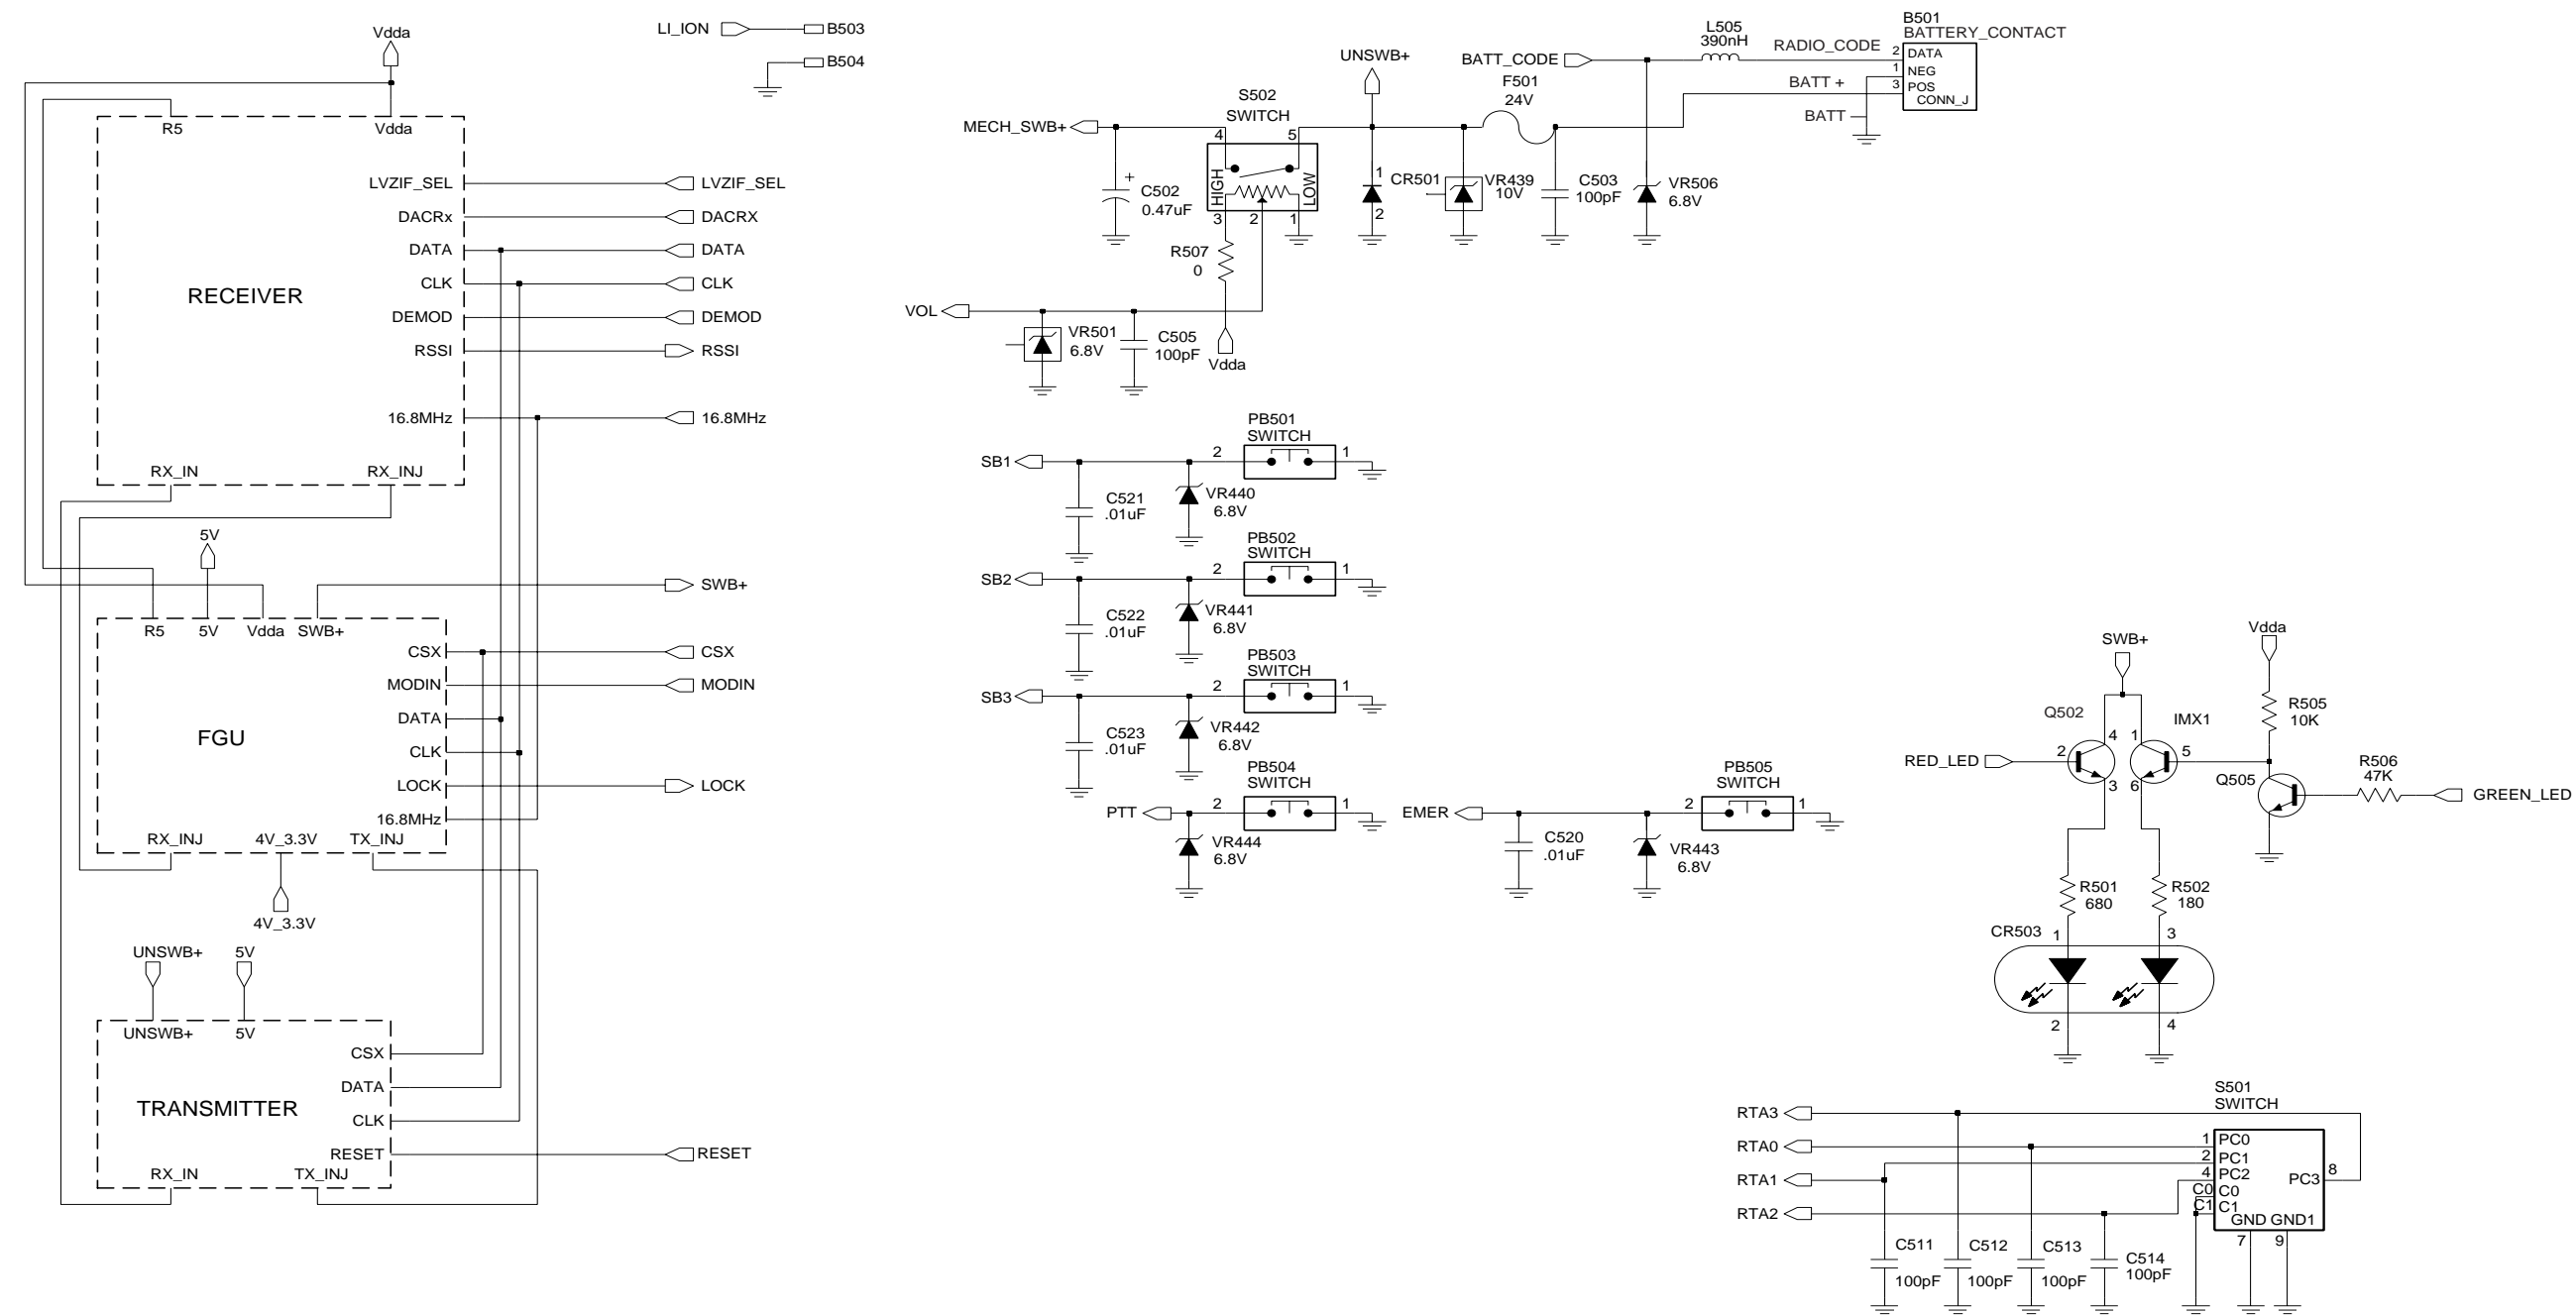 Vdda
R5
Vdda
LVZIF_SEL
LVZIF_SEL
DACRx
DACRX
DATA
DATA
CLK
CLK
RECEIVER
DEMOD
DEMOD
RSSI
RSSI
16.8MHz
16.8MHz
RX_IN
RX_INJ
5V
SWB+
R5
5V
Vdda
SWB+
CSX
CSX
MODIN
MODIN
DATA
FGU
CLK
LOCK
LOCK
16.8MHz
RX_INJ
4V_3.3V
TX_INJ
4V_3.3V
UNSWB+
5V
UNSWB+
5V
CSX
DATA
TRANSMITTER
CLK
RESET
RESET
RX_IN
TX_INJ
LI_ION
B503
B504
UNSWB+
BATT_CODE
L505
390nH
RADIO_CODE
B501
BATTERY_CONTACT
2
DATA
1
NEG
3
POS
CONN_J
BATT +
BATT
F501
24V
S502
SWITCH
MECH_SWB+
4
5
HIGH
LOW
3
2
1
+
C502
0.47uF
1
CR501
2
VR439
10V
C503
100pF
VR506
6.8V
R507
0
VOL
VR501
6.8V
C505
100pF
Vdda
PB501
SWITCH
SB1
2
1
C521
.01uF
VR440
6.8V
PB502
SWITCH
SB2
2
1
C522
.01uF
VR441
6.8V
PB503
SWITCH
SB3
2
1
C523
.01uF
VR442
6.8V
PB504
SWITCH
PTT
2
1
VR444
6.8V
PB505
SWITCH
EMER
2
1
C520
.01uF
VR443
6.8V
SWB+
Vdda
Q502
IMX1
R505
10K
4
1
RED_LED
2
5
3
6
Q505
R506
47K
GREEN_LED
R501
680
R502
180
CR503
1
3
2
4
S501
SWITCH
RTA3
RTA0
1
PC0
2
PC1
RTA1
4
PC2
PC3
8
C0
C0
C1
C1
RTA2
GND
GND1
7
9
C511
100pF
C512
100pF
C513
100pF
C514
100pF